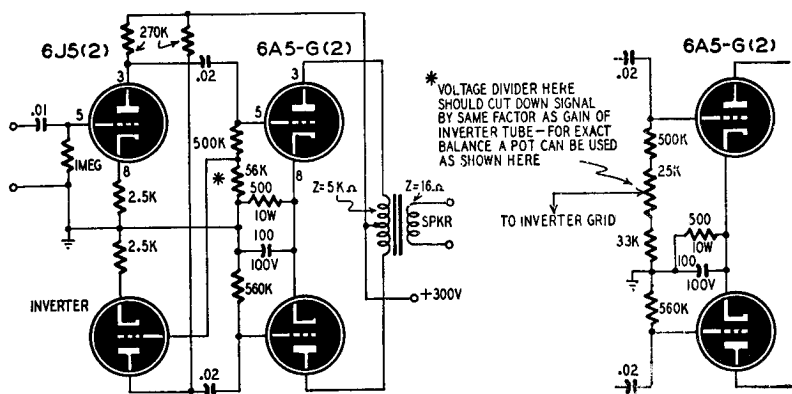 6J5(2)
270K
3
.02
6A5-G(2)
3
.01
5
5
1MEG
500K
*
56K
8
8
2.5K
500
10W
Z=5KΩ
Z=16Ω
SPKR
2.5K
100
100V
INVERTER
560K
+300V
.02
*
VOLTAGE DIVIDER HERE
SHOULD CUT DOWN SIGNAL
BY SAME FACTOR AS GAIN OF
INVERTER TUBE—FOR EXACT
BALANCE A POT CAN BE USED
AS SHOWN HERE
6A5-G(2)
.02
500K
25K
TO INVERTER GRID
500
10W
33K
100
100V
560K
.02